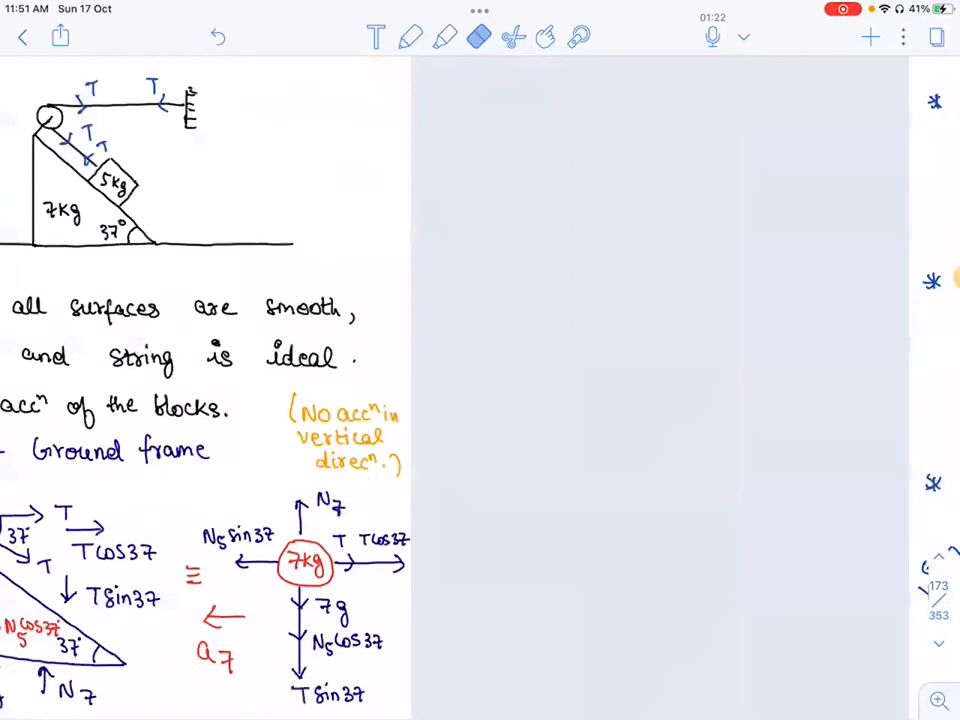 11:51 AM Sun 17 Oct
41%
01:22
T
T
T
T
5kg
7kg
37°
all surfaces are smooth,
and string is ideal.
accⁿ of the blocks.
(No accⁿ in
vertical
direcⁿ.)
Ground frame
T
37°
Tcos37
T
Tsin37
N₅cos37°
37°
N₇
≡
N₇
N₅sin37
T
Tcos37
7kg
7g
a₇
N₅cos37
Tsin37
173
353